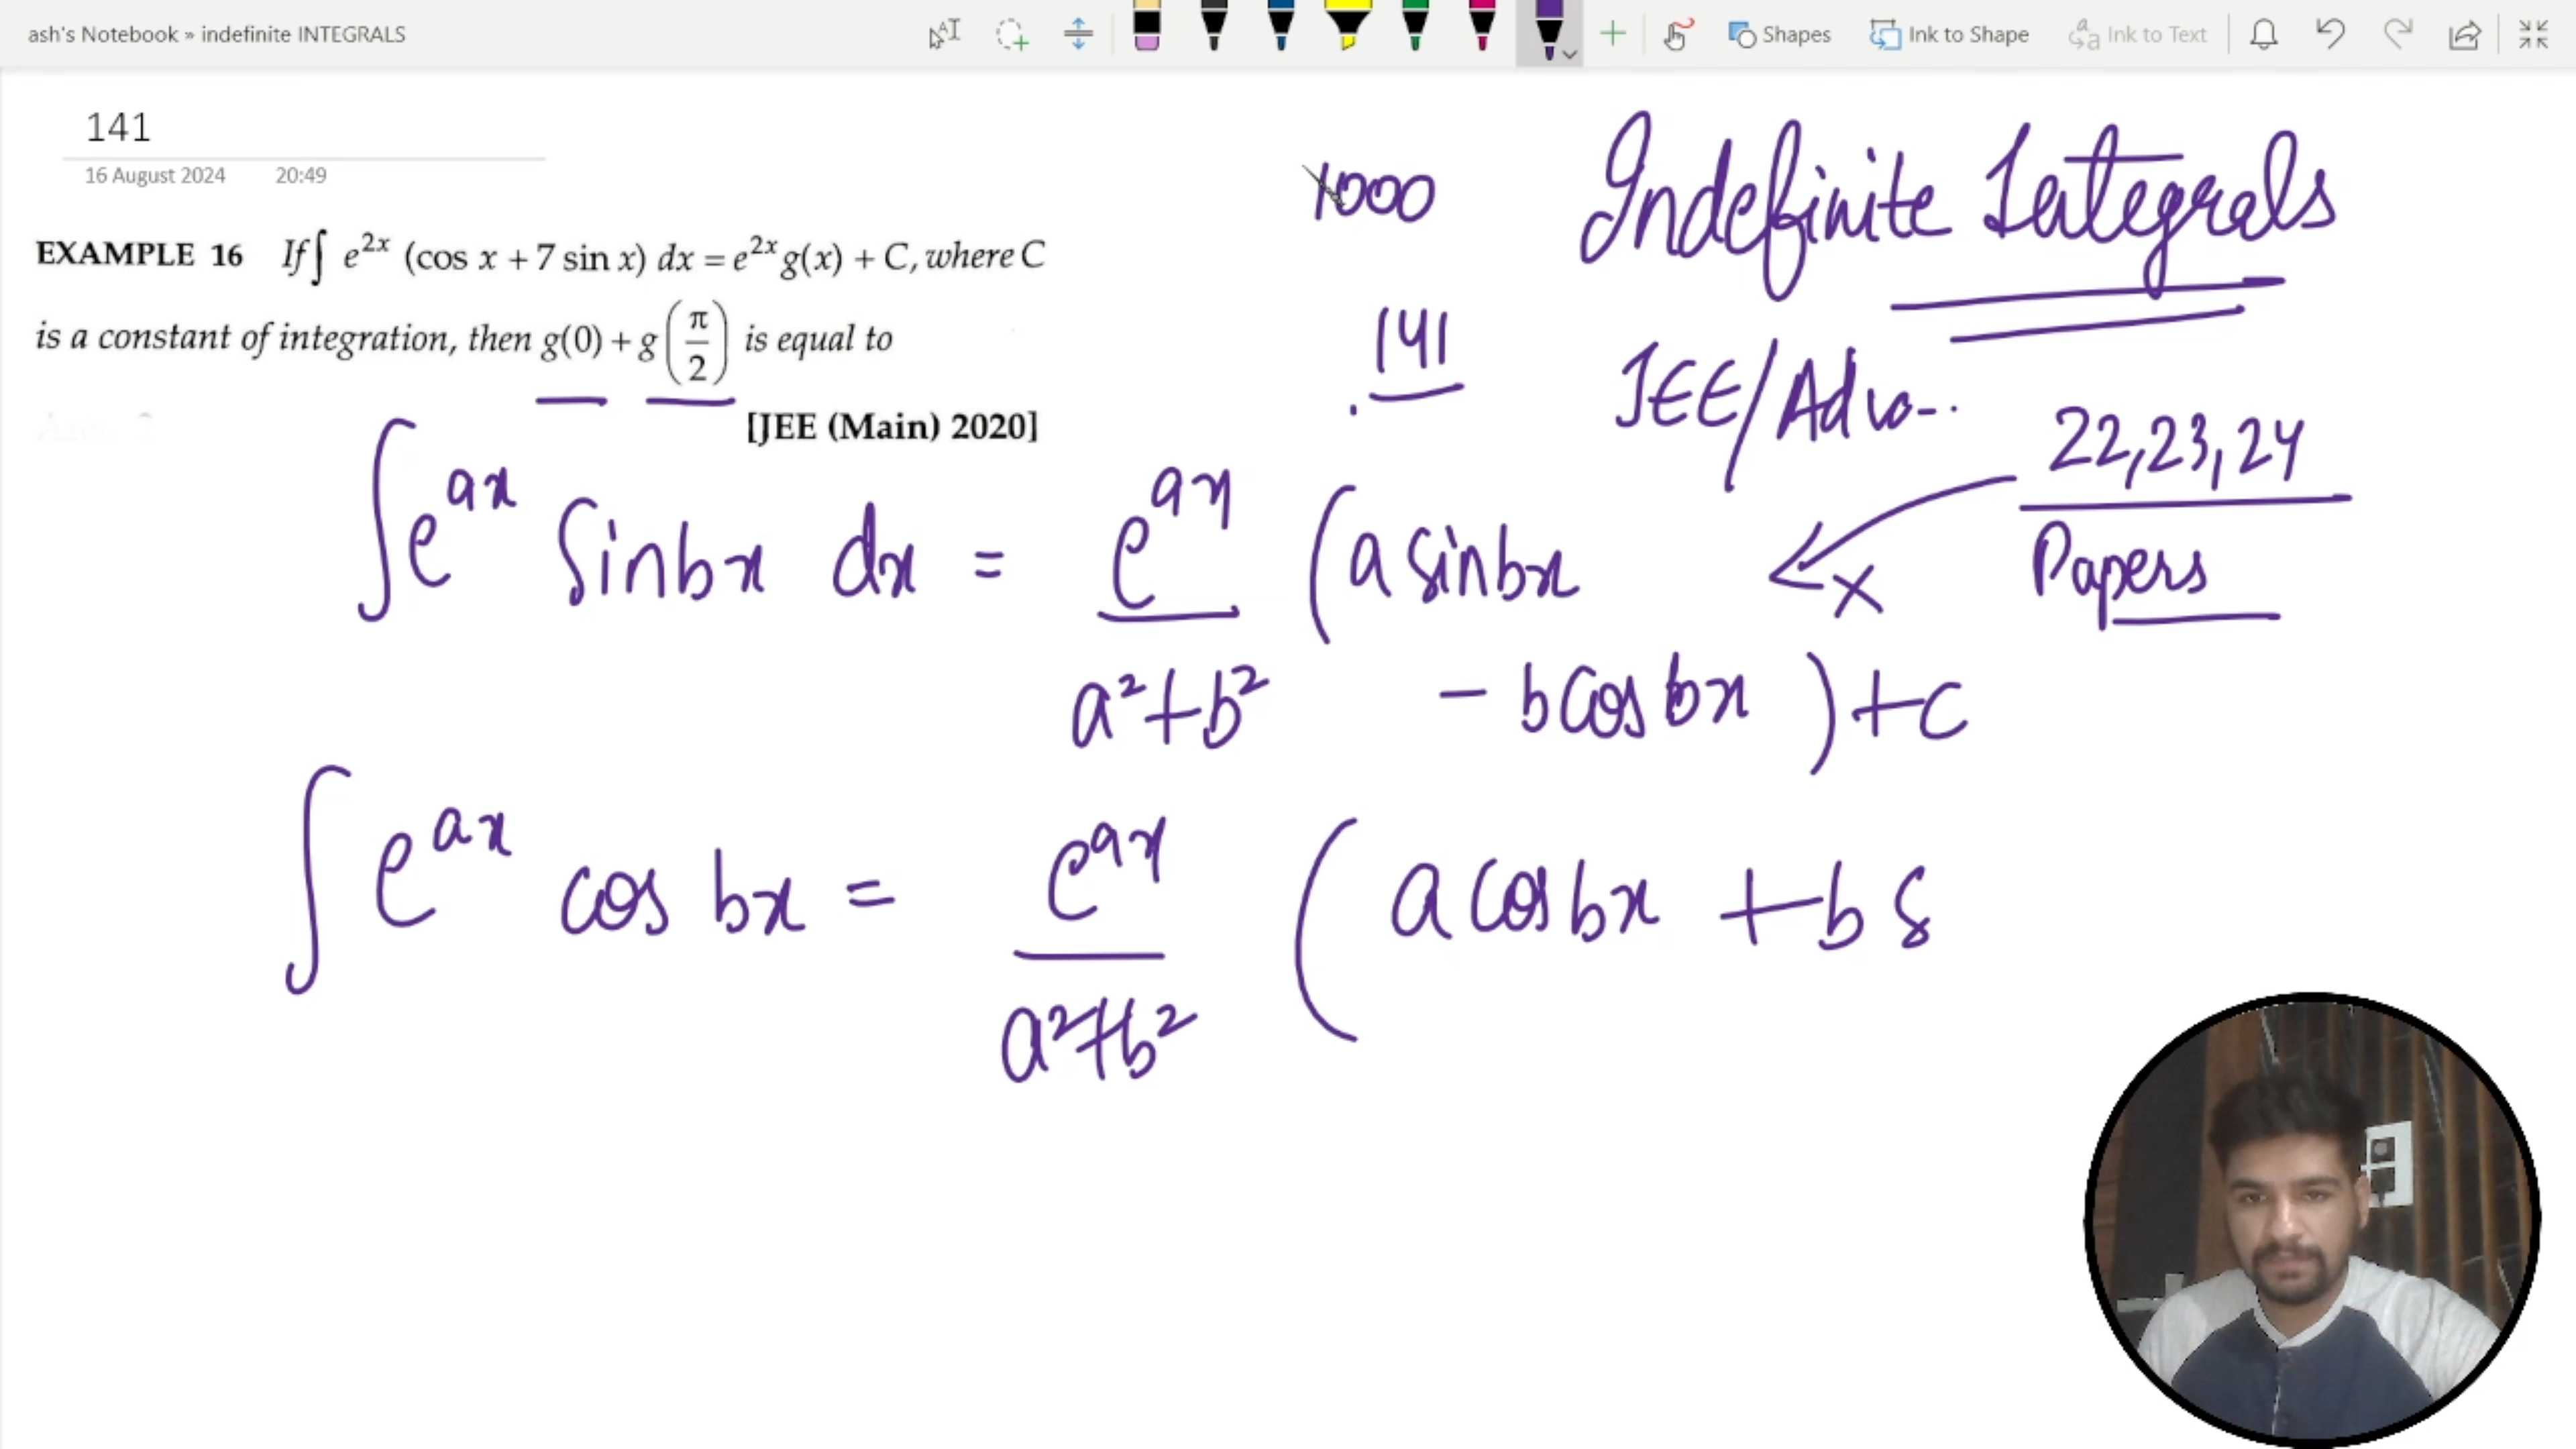 ash's Notebook » indefinite INTEGRALS
Shapes Ink to Shape Ink to Text
141
16 August 2024 20:49
EXAMPLE 16 If ∫ e^{2x} (cos x + 7 sin x) dx = e^{2x} g(x) + C, where C
is a constant of integration, then g(0) + g(π/2) is equal to
[JEE (Main) 2020]
1000
Indefinite Integrals
141
JEE/Adva-..
22,23,24
Papers
x
∫e^{ax} Sinbx dx = e^{ax}/(a²+b²) (a sinbx
- b cos bx ) + c
∫ e^{ax} cos bx = e^{ax}/(a²+b²) ( a cosbx + b s